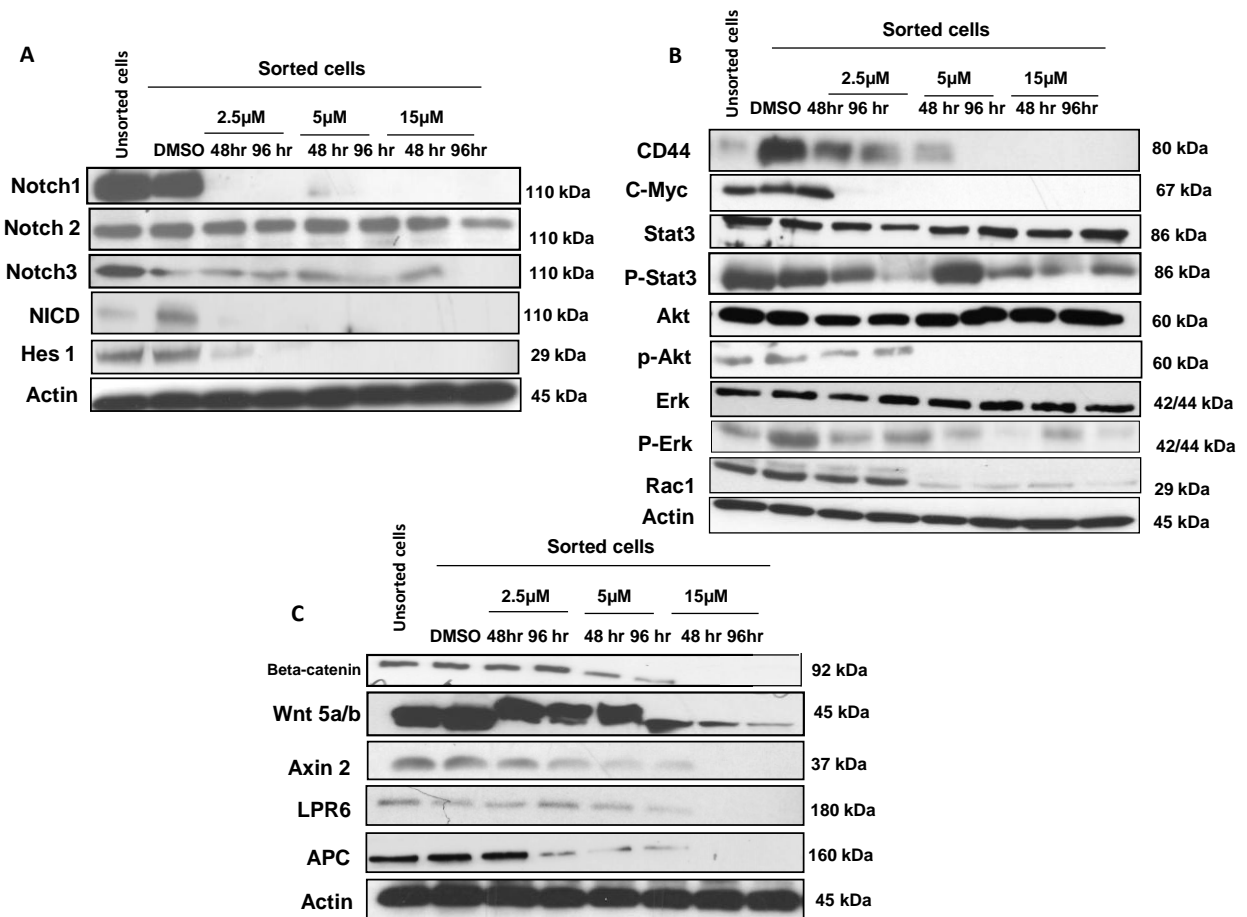 A
Unsorted cells
Sorted cells
2.5µM 5µM 15µM
DMSO 48hr 96 hr 48 hr 96 hr 48 hr 96hr
Notch1 110 kDa
Notch 2 110 kDa
Notch3 110 kDa
NICD 110 kDa
Hes 1 29 kDa
Actin 45 kDa
B
Unsorted cells
Sorted cells
2.5µM 5µM 15µM
DMSO 48hr 96 hr 48 hr 96 hr 48 hr 96hr
CD44 80 kDa
C-Myc 67 kDa
Stat3 86 kDa
P-Stat3 86 kDa
Akt 60 kDa
p-Akt 60 kDa
Erk 42/44 kDa
P-Erk 42/44 kDa
Rac1 29 kDa
Actin 45 kDa
C
Unsorted cells
Sorted cells
2.5µM 5µM 15µM
DMSO 48hr 96 hr 48 hr 96 hr 48 hr 96hr
Beta-catenin 92 kDa
Wnt 5a/b 45 kDa
Axin 2 37 kDa
LPR6 180 kDa
APC 160 kDa
Actin 45 kDa